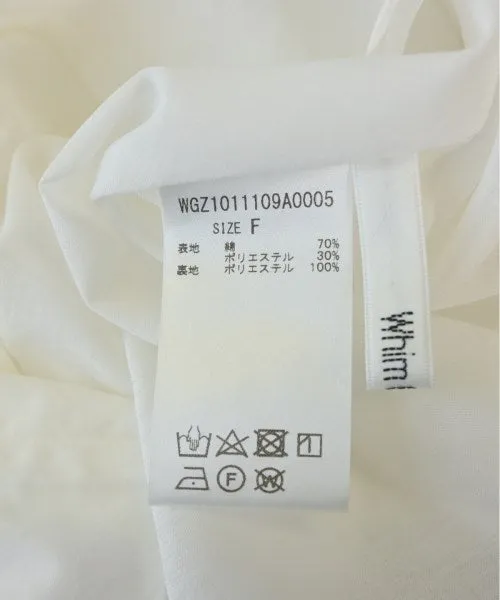 WGZ1011109A0005
SIZE F
表地 綿 70%
ポリエステル 30%
裏地 ポリエステル 100%
F
W
Whim